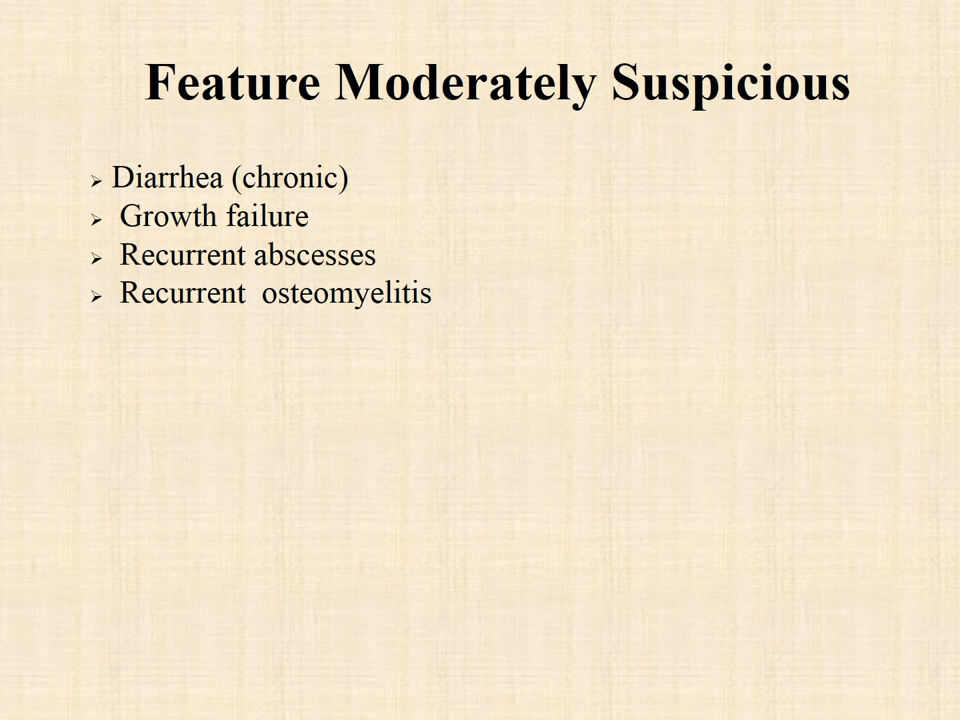 Feature Moderately Suspicious
➢ Diarrhea (chronic)
➢ Growth failure
➢ Recurrent abscesses
➢ Recurrent osteomyelitis